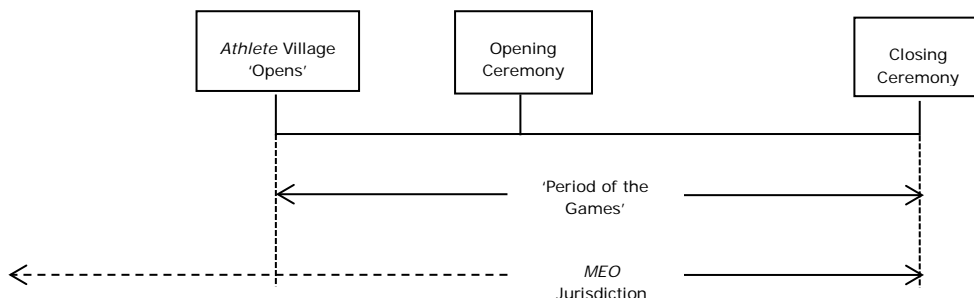 Athlete Village
‘Opens’
Opening
Ceremony
Closing
Ceremony
‘Period of the
Games’
MEO
Jurisdiction